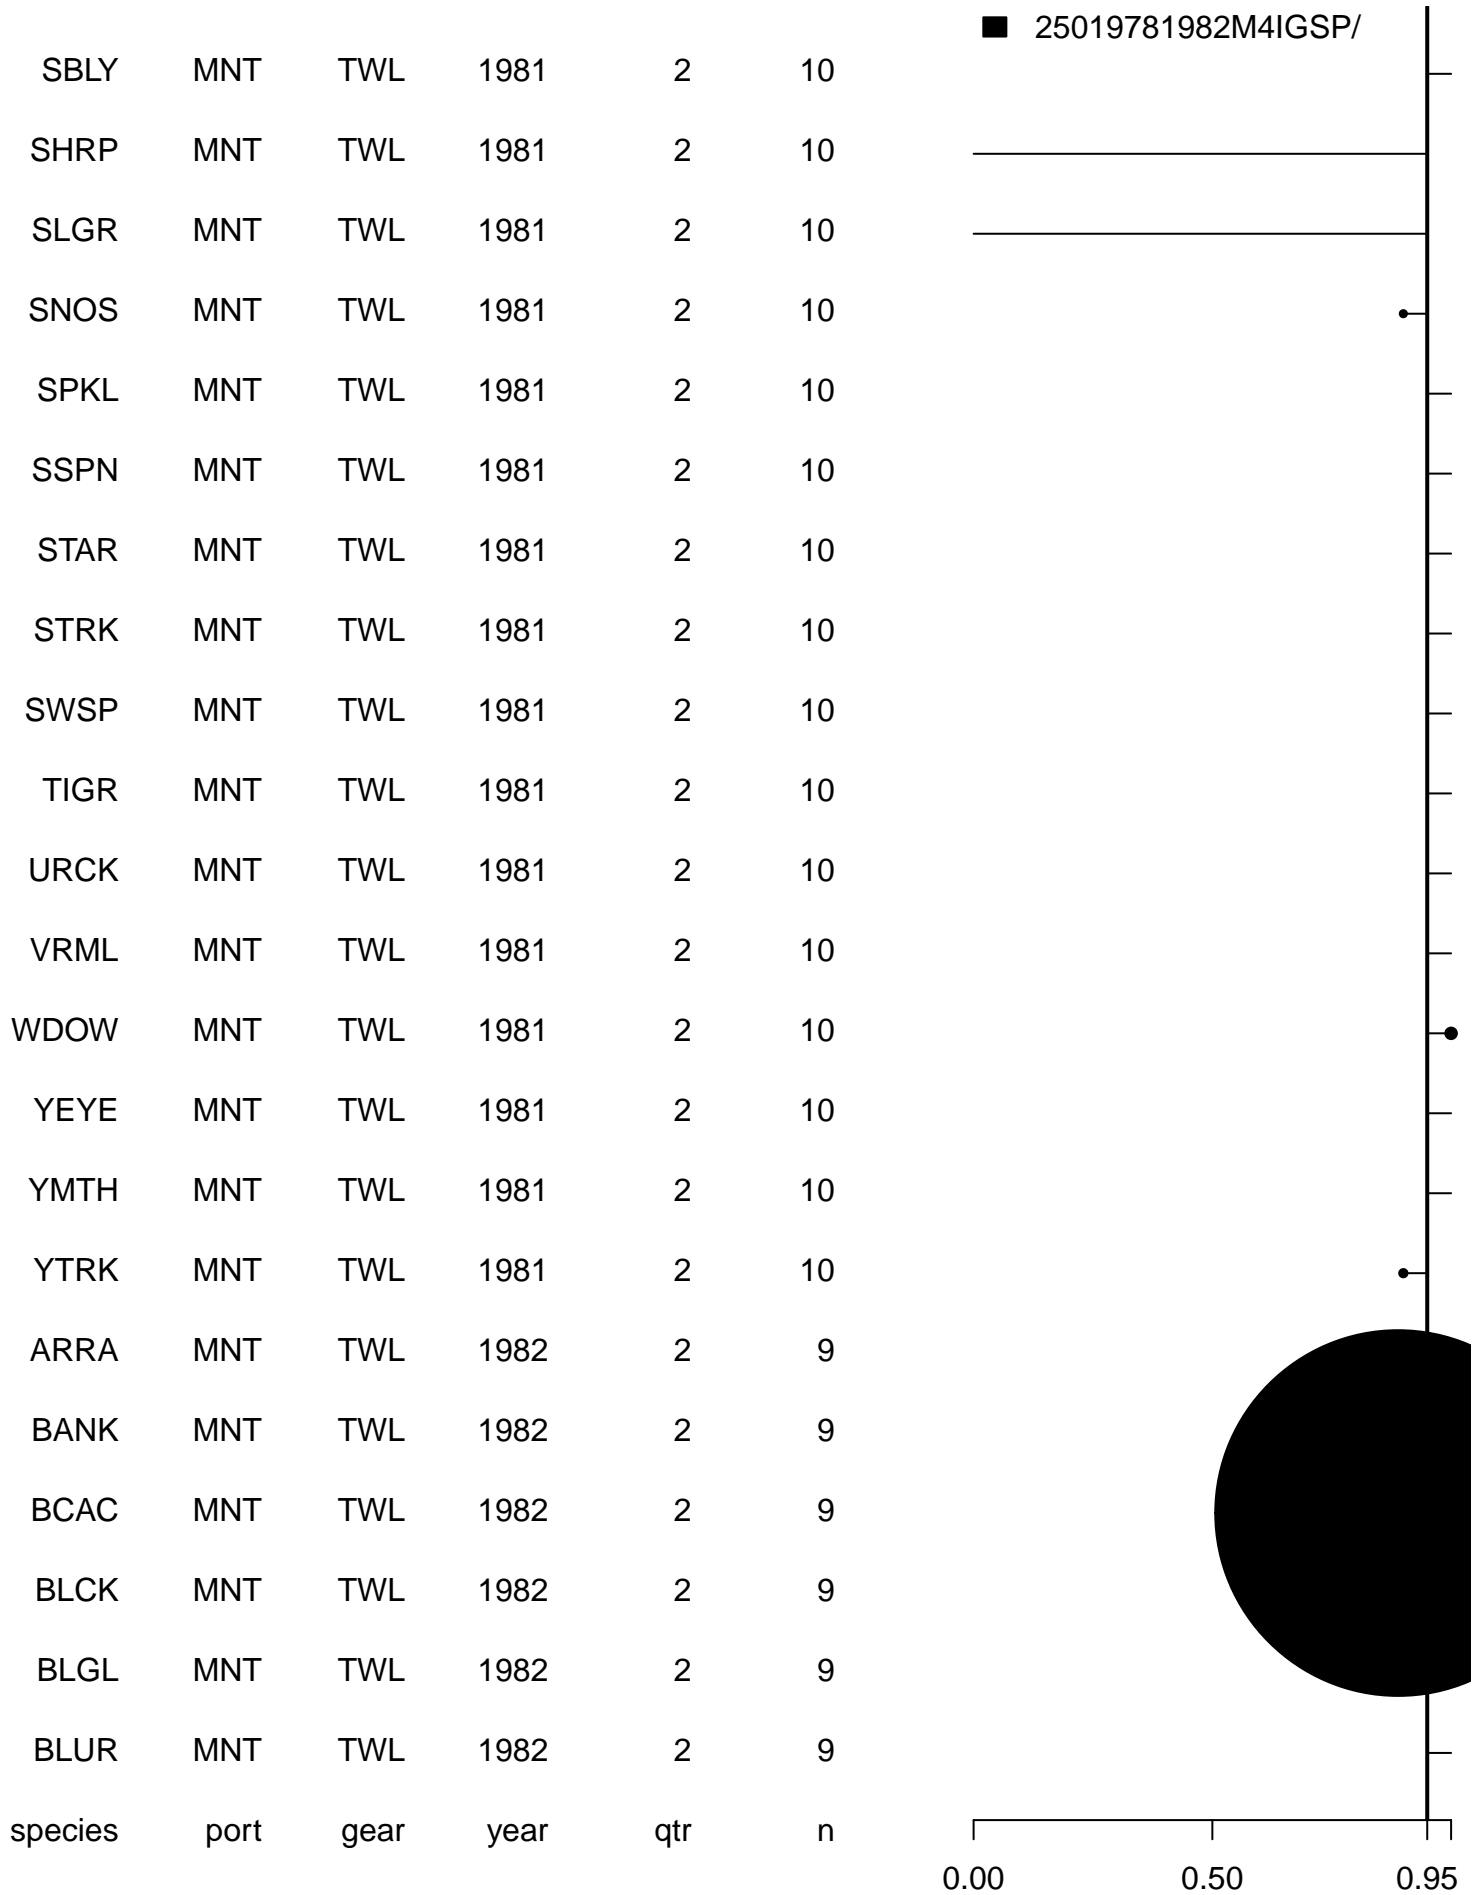 25019781982M4IGSP/
SBLY MNT TWL 1981 2 10
SHRP MNT TWL 1981 2 10
SLGR MNT TWL 1981 2 10
SNOS MNT TWL 1981 2 10
SPKL MNT TWL 1981 2 10
SSPN MNT TWL 1981 2 10
STAR MNT TWL 1981 2 10
STRK MNT TWL 1981 2 10
SWSP MNT TWL 1981 2 10
TIGR MNT TWL 1981 2 10
URCK MNT TWL 1981 2 10
VRML MNT TWL 1981 2 10
WDOW MNT TWL 1981 2 10
YEYE MNT TWL 1981 2 10
YMTH MNT TWL 1981 2 10
YTRK MNT TWL 1981 2 10
ARRA MNT TWL 1982 2 9
BANK MNT TWL 1982 2 9
BCAC MNT TWL 1982 2 9
BLCK MNT TWL 1982 2 9
BLGL MNT TWL 1982 2 9
BLUR MNT TWL 1982 2 9
species port gear year qtr n
0.00 0.50 0.95